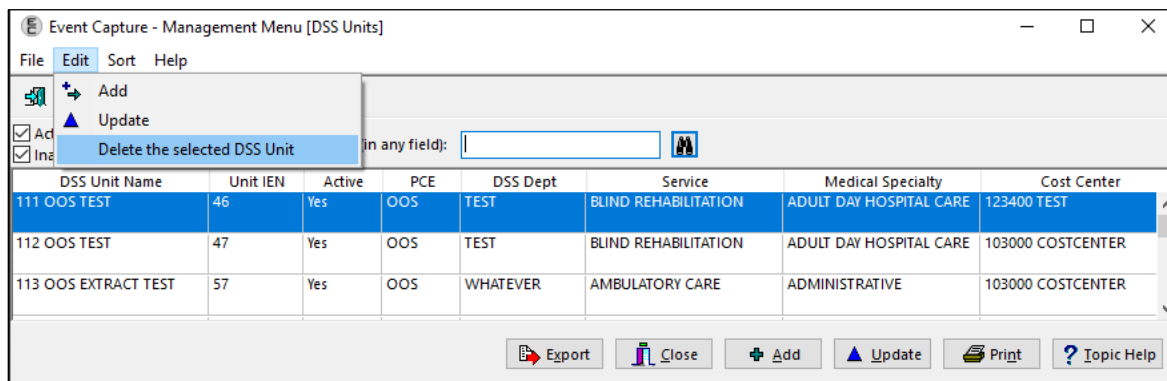 Event Capture - Management Menu [DSS Units]
File Edit Sort Help
Add
Update
Delete the selected DSS Unit
in any field):
DSS Unit Name Unit IEN Active PCE DSS Dept Service Medical Specialty Cost Center
111 OOS TEST 46 Yes OOS TEST BLIND REHABILITATION ADULT DAY HOSPITAL CARE 123400 TEST
112 OOS TEST 47 Yes OOS TEST BLIND REHABILITATION ADULT DAY HOSPITAL CARE 103000 COSTCENTER
113 OOS EXTRACT TEST 57 Yes OOS WHATEVER AMBULATORY CARE ADMINISTRATIVE 103000 COSTCENTER
Export Close Add Update Print Topic Help